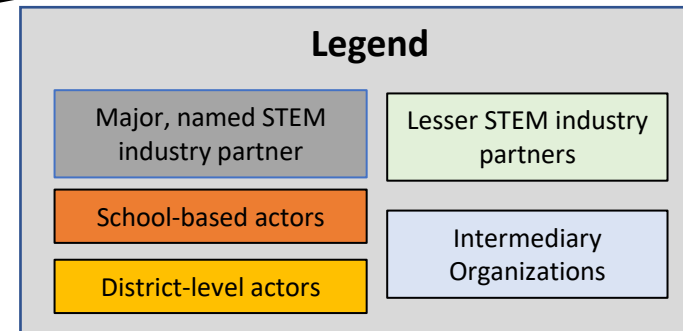 Legend
Major, named STEM
industry partner
School-based actors
District-level actors
Lesser STEM industry
partners
Intermediary
Organizations